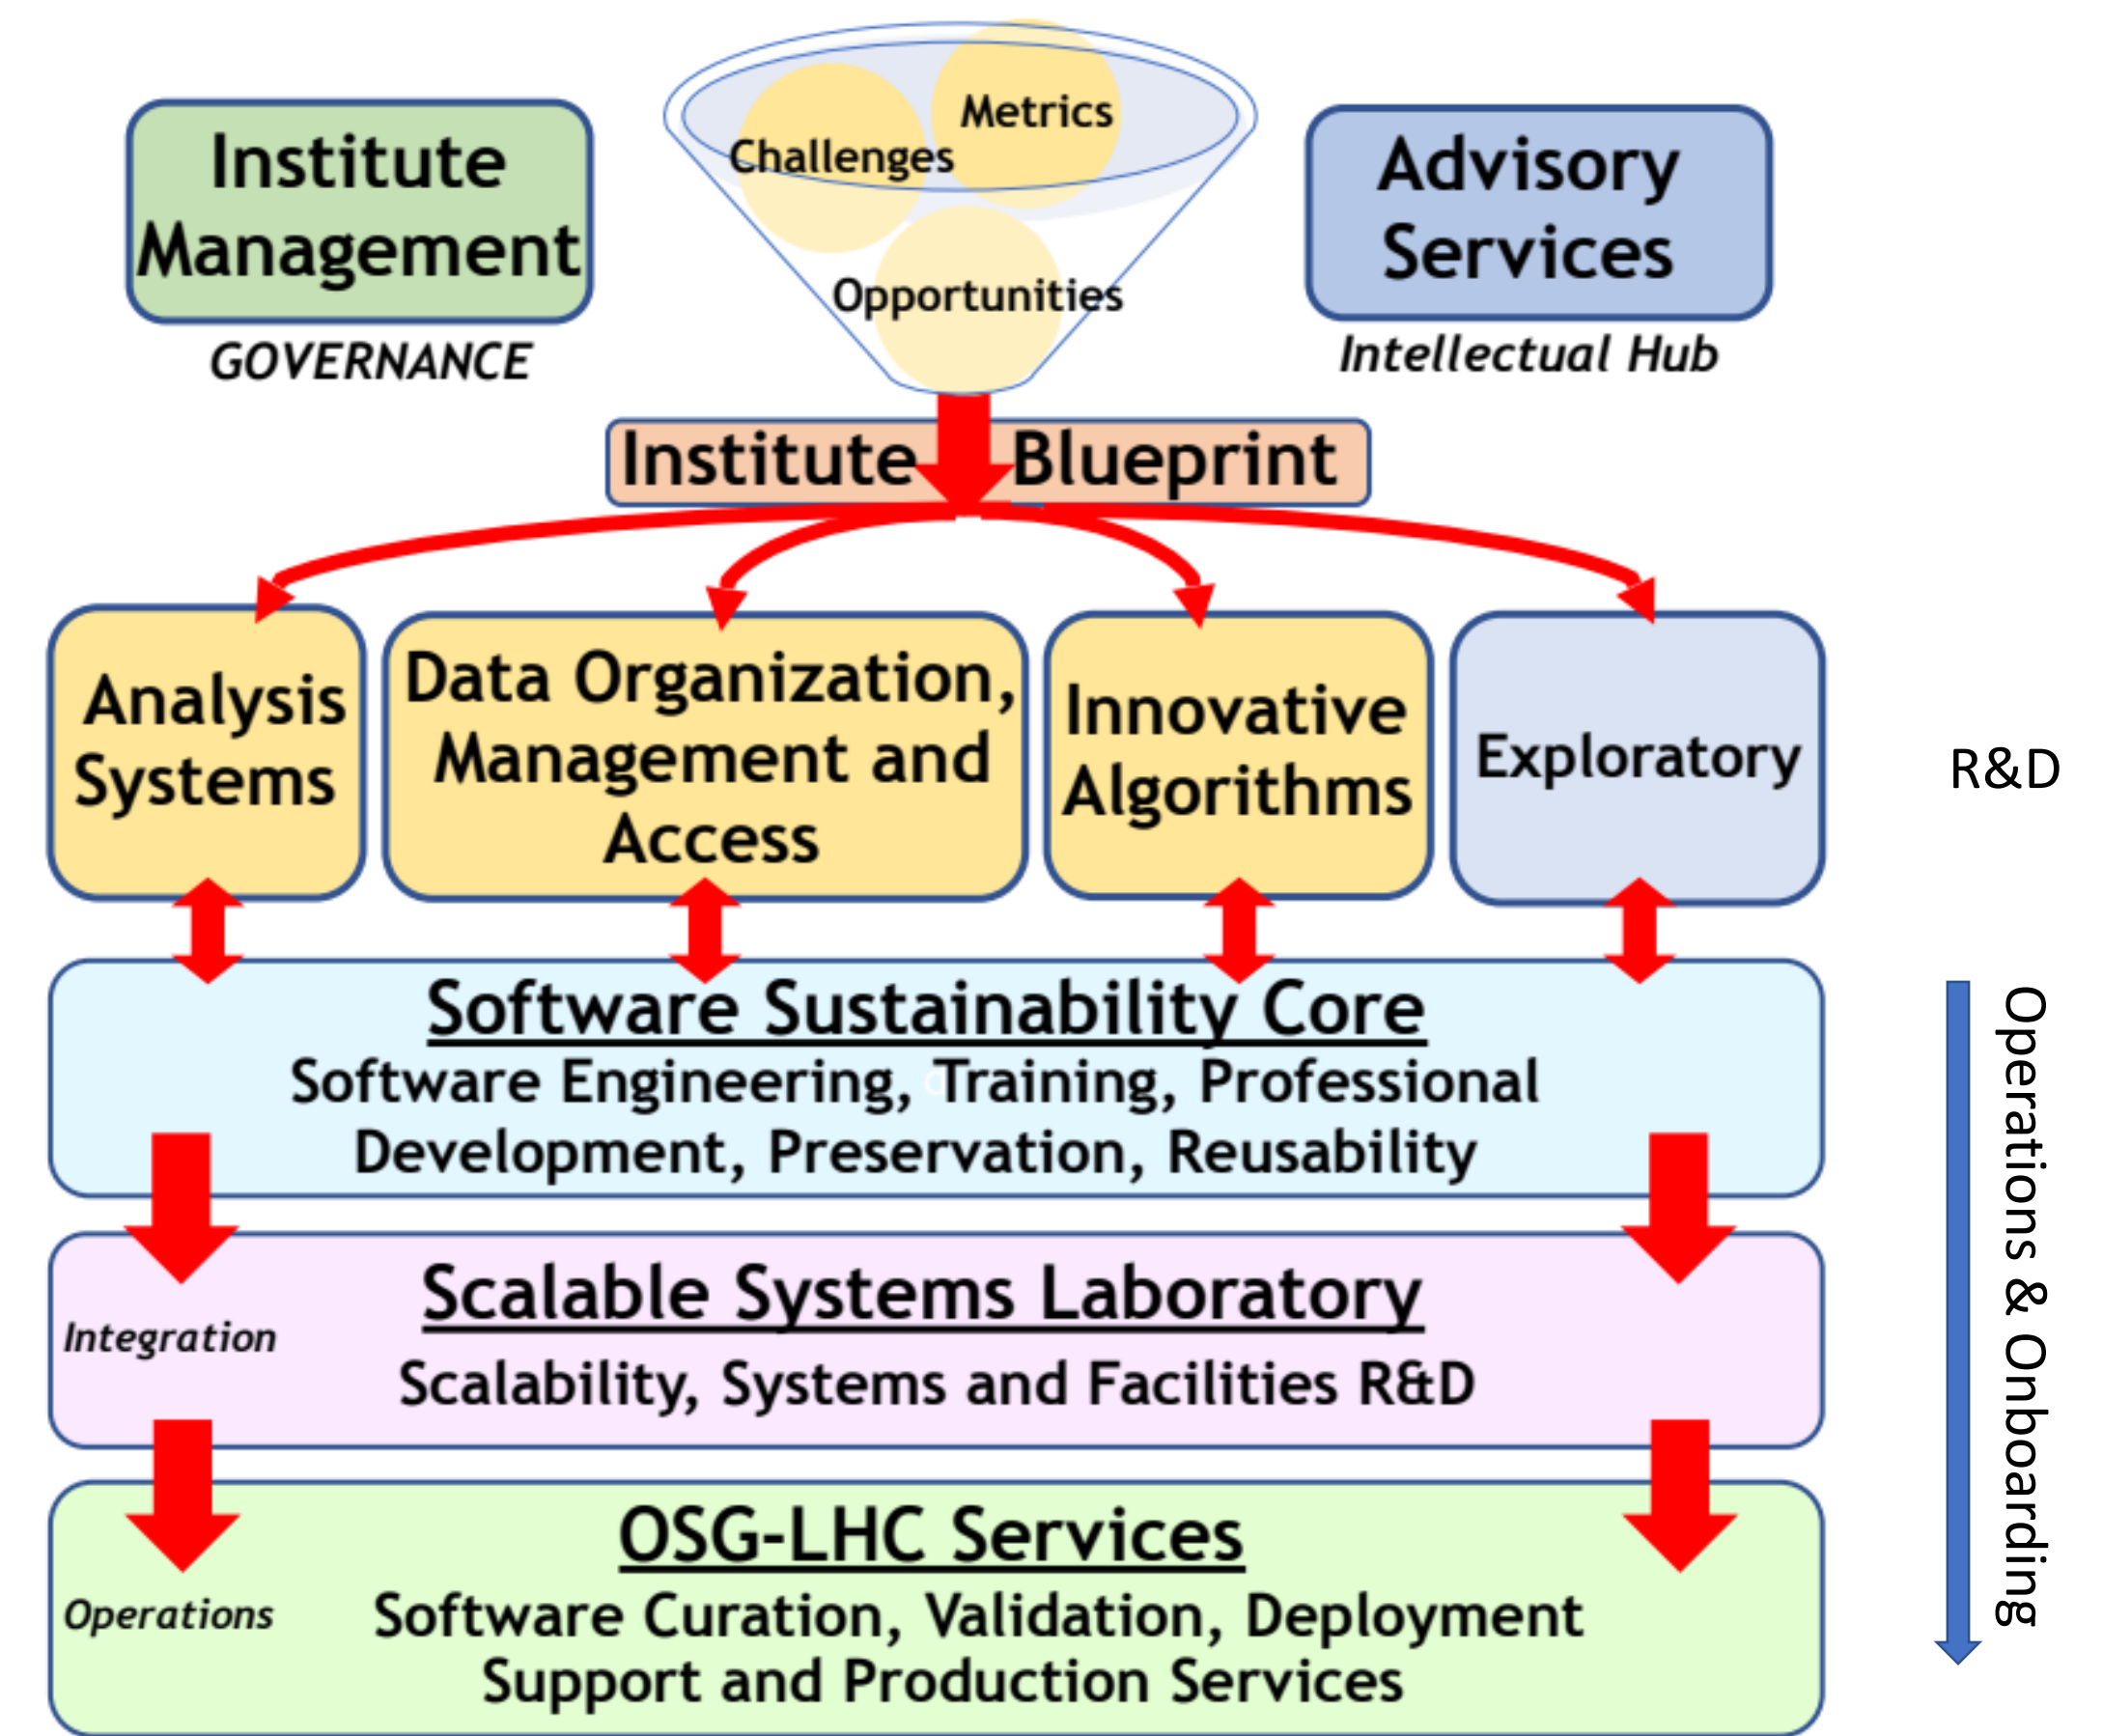 Institute
Management
GOVERNANCE
Metrics
Challenges
Opportunities
Advisory
Services
Intellectual Hub
Institute Blueprint
Analysis
Systems
Data Organization,
Management and
Access
Innovative
Algorithms
Exploratory
R&D
Software Sustainability Core
Software Engineering, Training, Professional
Development, Preservation, Reusability
Integration
Scalable Systems Laboratory
Scalability, Systems and Facilities R&D
Operations
OSG-LHC Services
Software Curation, Validation, Deployment
Support and Production Services
Operations & Onboarding